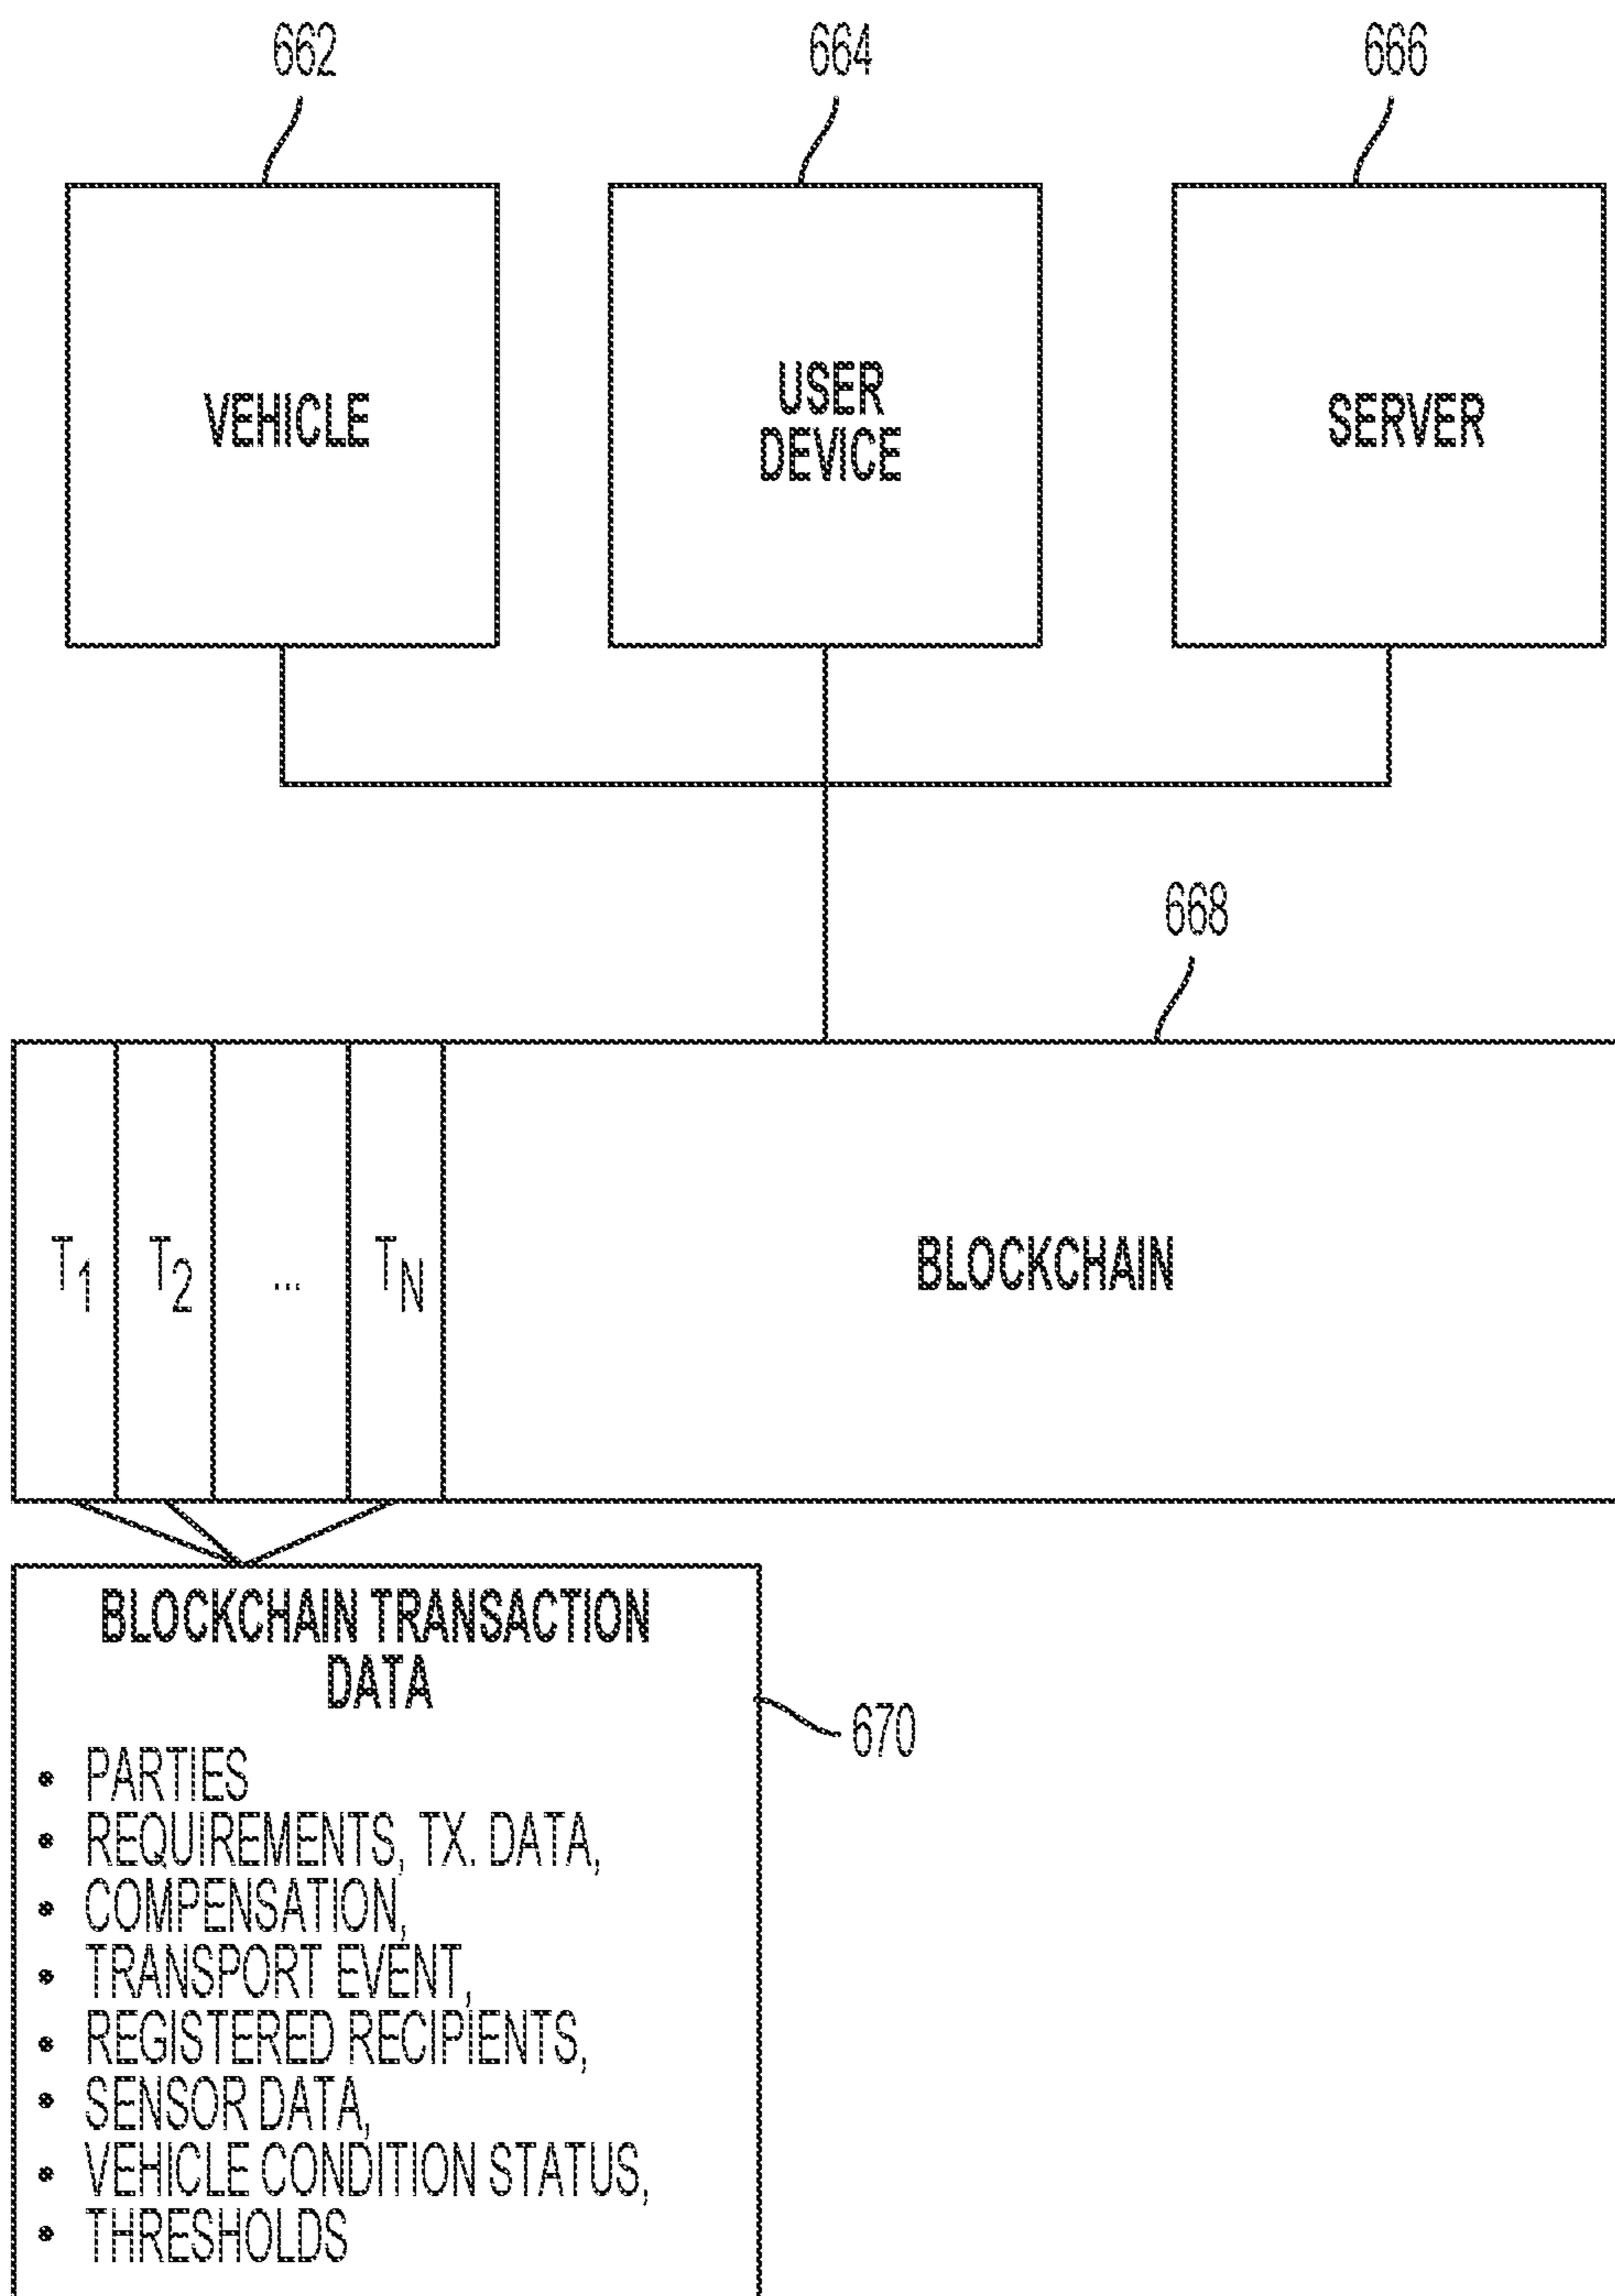 662
664
666
VEHICLE
USER
DEVICE
SERVER
668
T1
T2
...
TN
BLOCKCHAIN
BLOCKCHAIN TRANSACTION
DATA
670
• PARTIES
• REQUIREMENTS, TX. DATA,
• COMPENSATION,
• TRANSPORT EVENT,
• REGISTERED RECIPIENTS,
• SENSOR DATA,
• VEHICLE CONDITION STATUS,
• THRESHOLDS